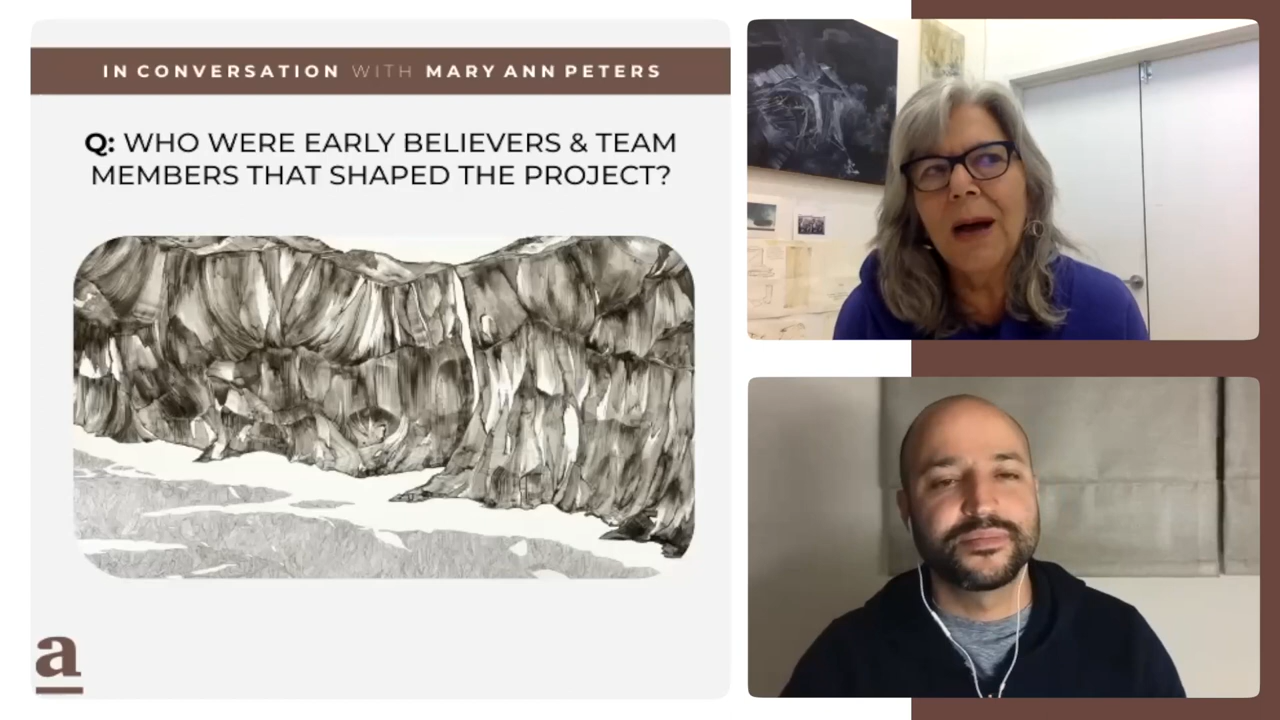 IN CONVERSATION WITH MARY ANN PETERS
Q: WHO WERE EARLY BELIEVERS & TEAM
MEMBERS THAT SHAPED THE PROJECT?
a